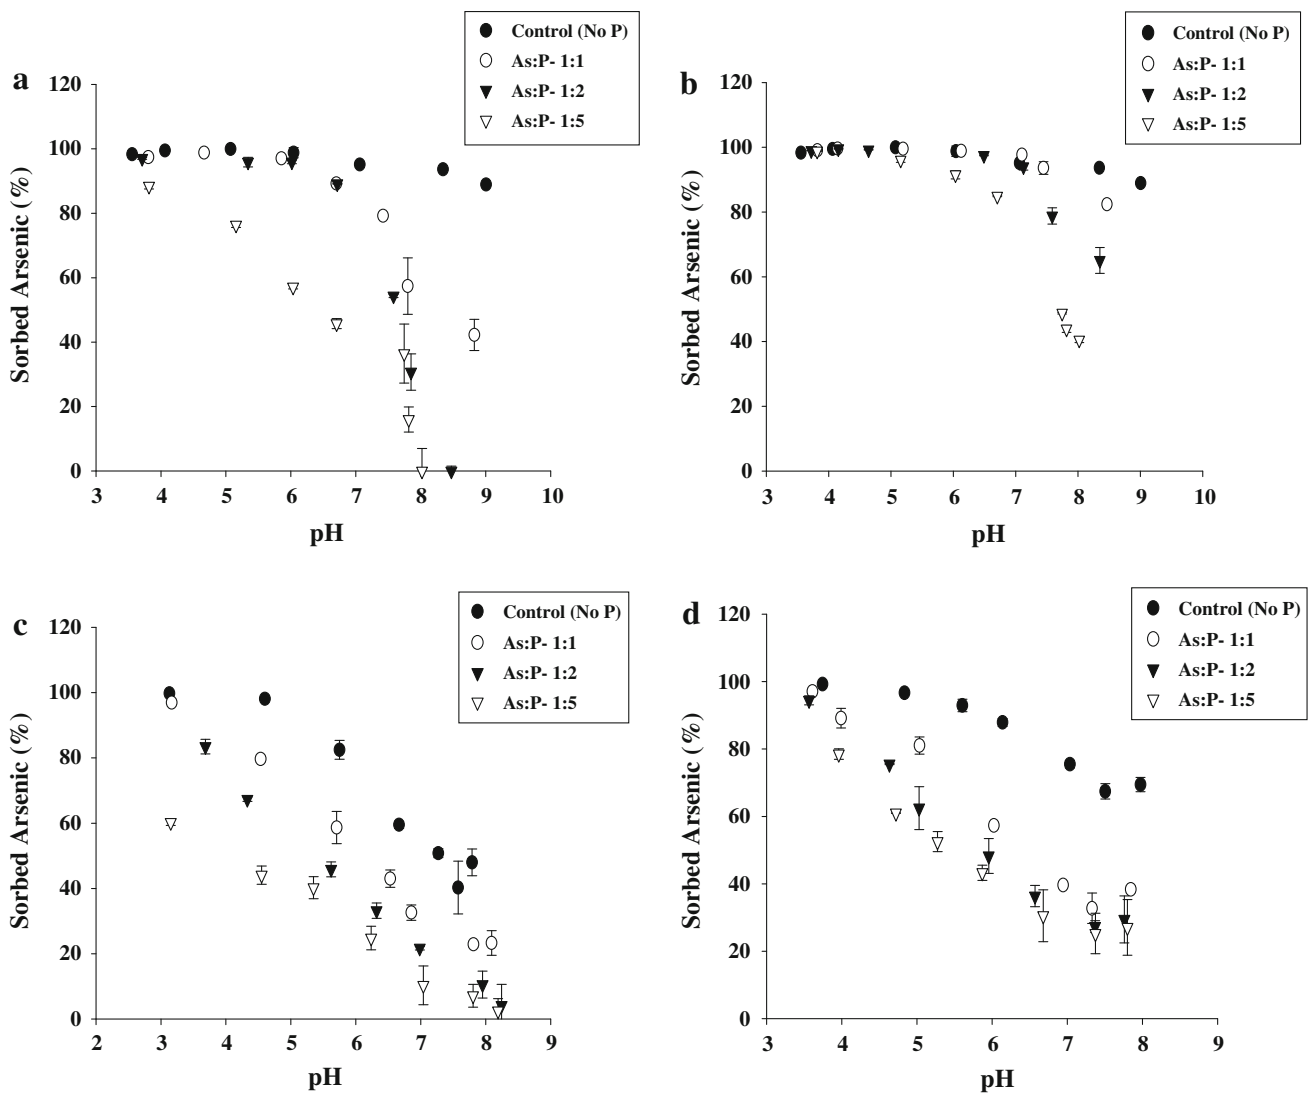 a
Control (No P)
As:P- 1:1
As:P- 1:2
As:P- 1:5
120
100
80
60
40
20
0
Sorbed Arsenic (%)
3 4 5 6 7 8 9 10
pH
b
Control (No P)
As:P- 1:1
As:P- 1:2
As:P- 1:5
120
100
80
60
40
20
0
Sorbed Arsenic (%)
3 4 5 6 7 8 9 10
pH
c
Control (No P)
As:P- 1:1
As:P- 1:2
As:P- 1:5
120
100
80
60
40
20
0
Sorbed Arsenic (%)
2 3 4 5 6 7 8 9
pH
d
Control (No P)
As:P- 1:1
As:P- 1:2
As:P- 1:5
120
100
80
60
40
20
0
Sorbed Arsenic (%)
3 4 5 6 7 8 9
pH